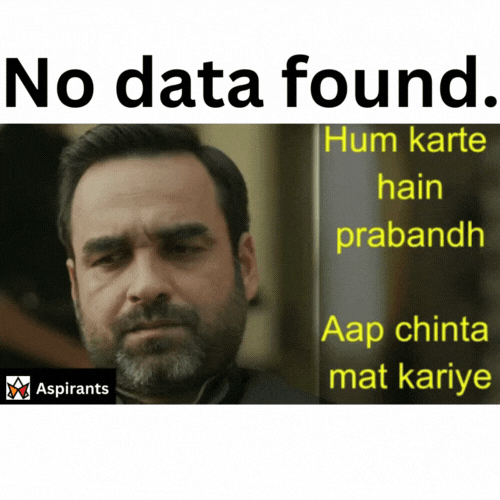 No data found.
Hum karte
hain
prabandh
Aap chinta
mat kariye
Aspirants